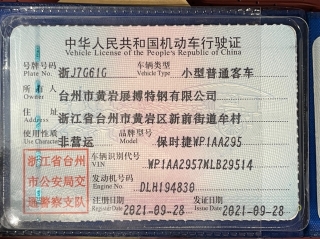 中华人民共和国机动车行驶证
Vehicle License of the People's Republic of China
号牌号码 浙J7G61G 车辆类型 小型普通客车
Plate No. Vehicle Type
所有人 台州市黄岩展搏特钢有限公司
Owner
住址 浙江省台州市黄岩区新前街道单村
Address
使用性质 非营运 品牌型号 保时捷WP1AAZ95
Use Character Model
浙江省台州 车辆识别代号 WP1AA2957MLB29514
VIN
市公安局交 发动机号码 DLH194830
Engine No.
通警察支队 注册日期 2021-09-28 发证日期 2021-09-28
Register Date Issue Date